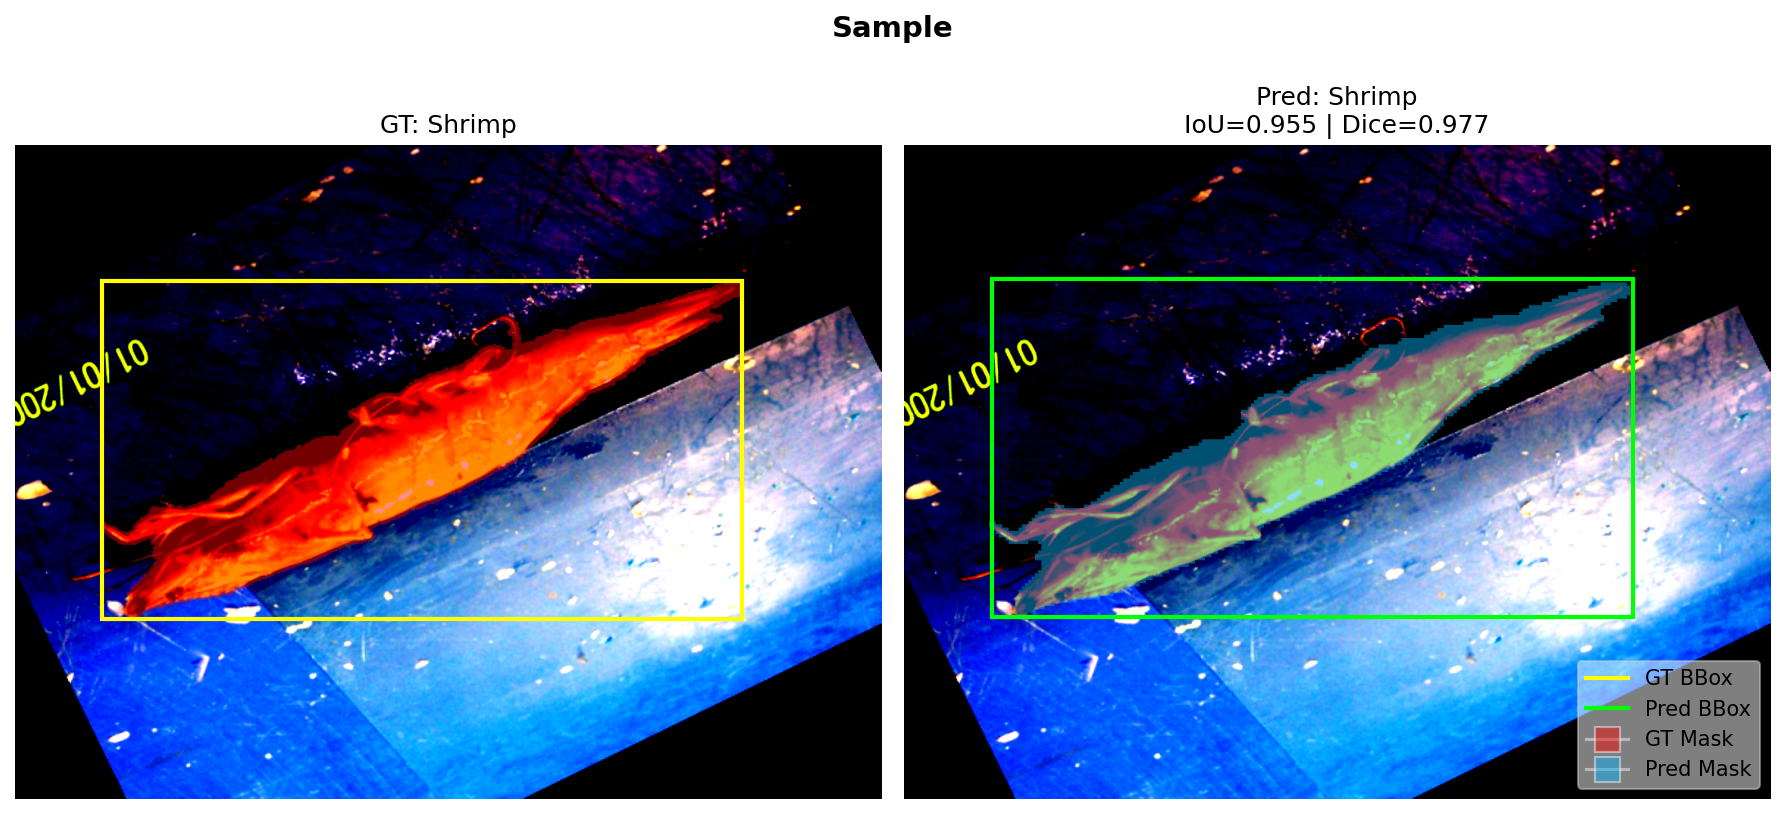 Sample
GT: Shrimp
Pred: Shrimp
IoU=0.955 | Dice=0.977
01/01/200
01/01/200
GT BBox
Pred BBox
GT Mask
Pred Mask